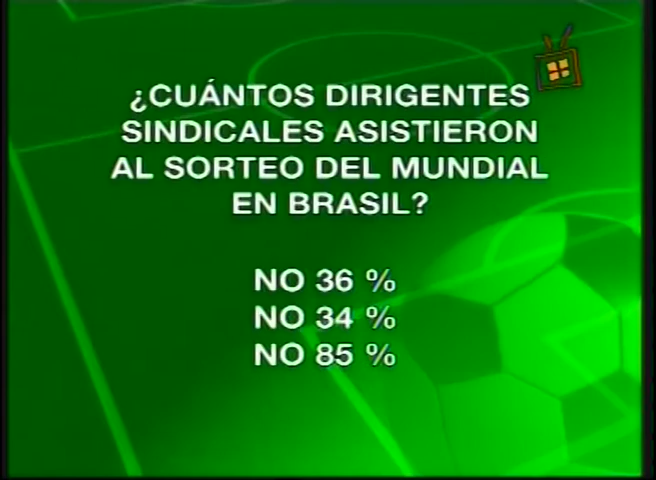 ¿CUÁNTOS DIRIGENTES
SINDICALES ASISTIERON
AL SORTEO DEL MUNDIAL
EN BRASIL?
NO 36 %
NO 34 %
NO 85 %